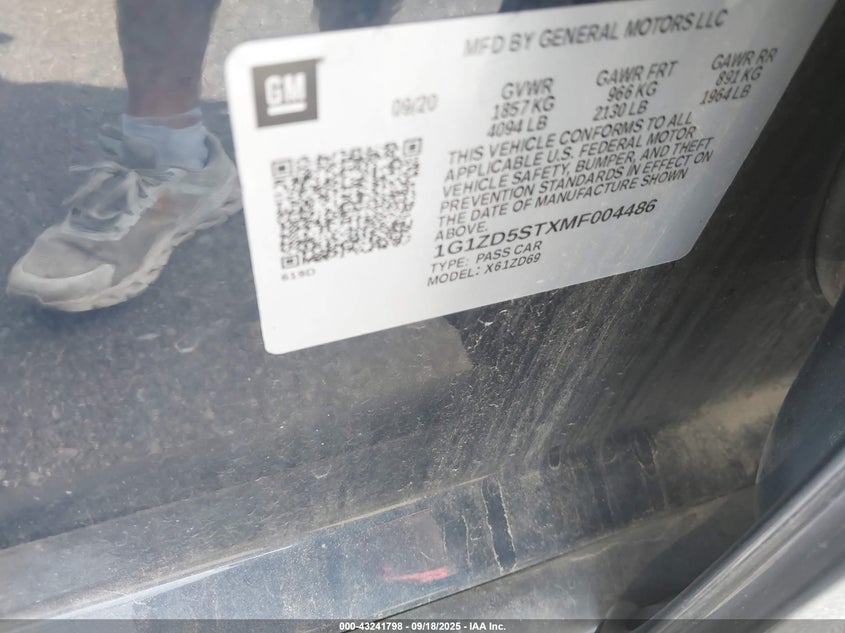 MFD BY GENERAL MOTORS LLC
GM
09/20
GVWR
1857 KG
4094 LB
GAWR FRT
966 KG
2130 LB
GAWR RR
891 KG
1964 LB
THIS VEHICLE CONFORMS TO ALL
APPLICABLE U.S. FEDERAL MOTOR
VEHICLE SAFETY, BUMPER, AND THEFT
PREVENTION STANDARDS IN EFFECT ON
THE DATE OF MANUFACTURE SHOWN
ABOVE.
1G1ZD5STXMF004486
TYPE: PASS CAR
MODEL: X61ZD69
619D
000-43241798 - 09/18/2025 - IAA Inc.